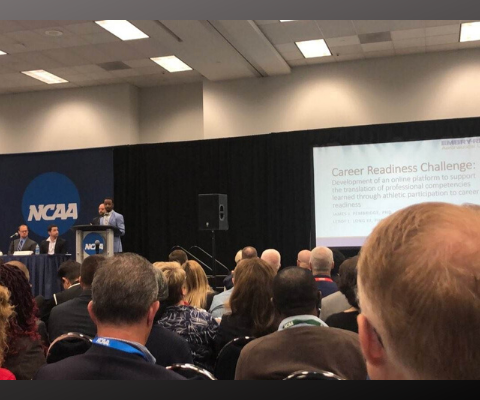 NCAA
NCAA
Career Readiness Challenge:
Development of an online platform to support
the translation of professional competencies
learned through athletic participation to career
readiness